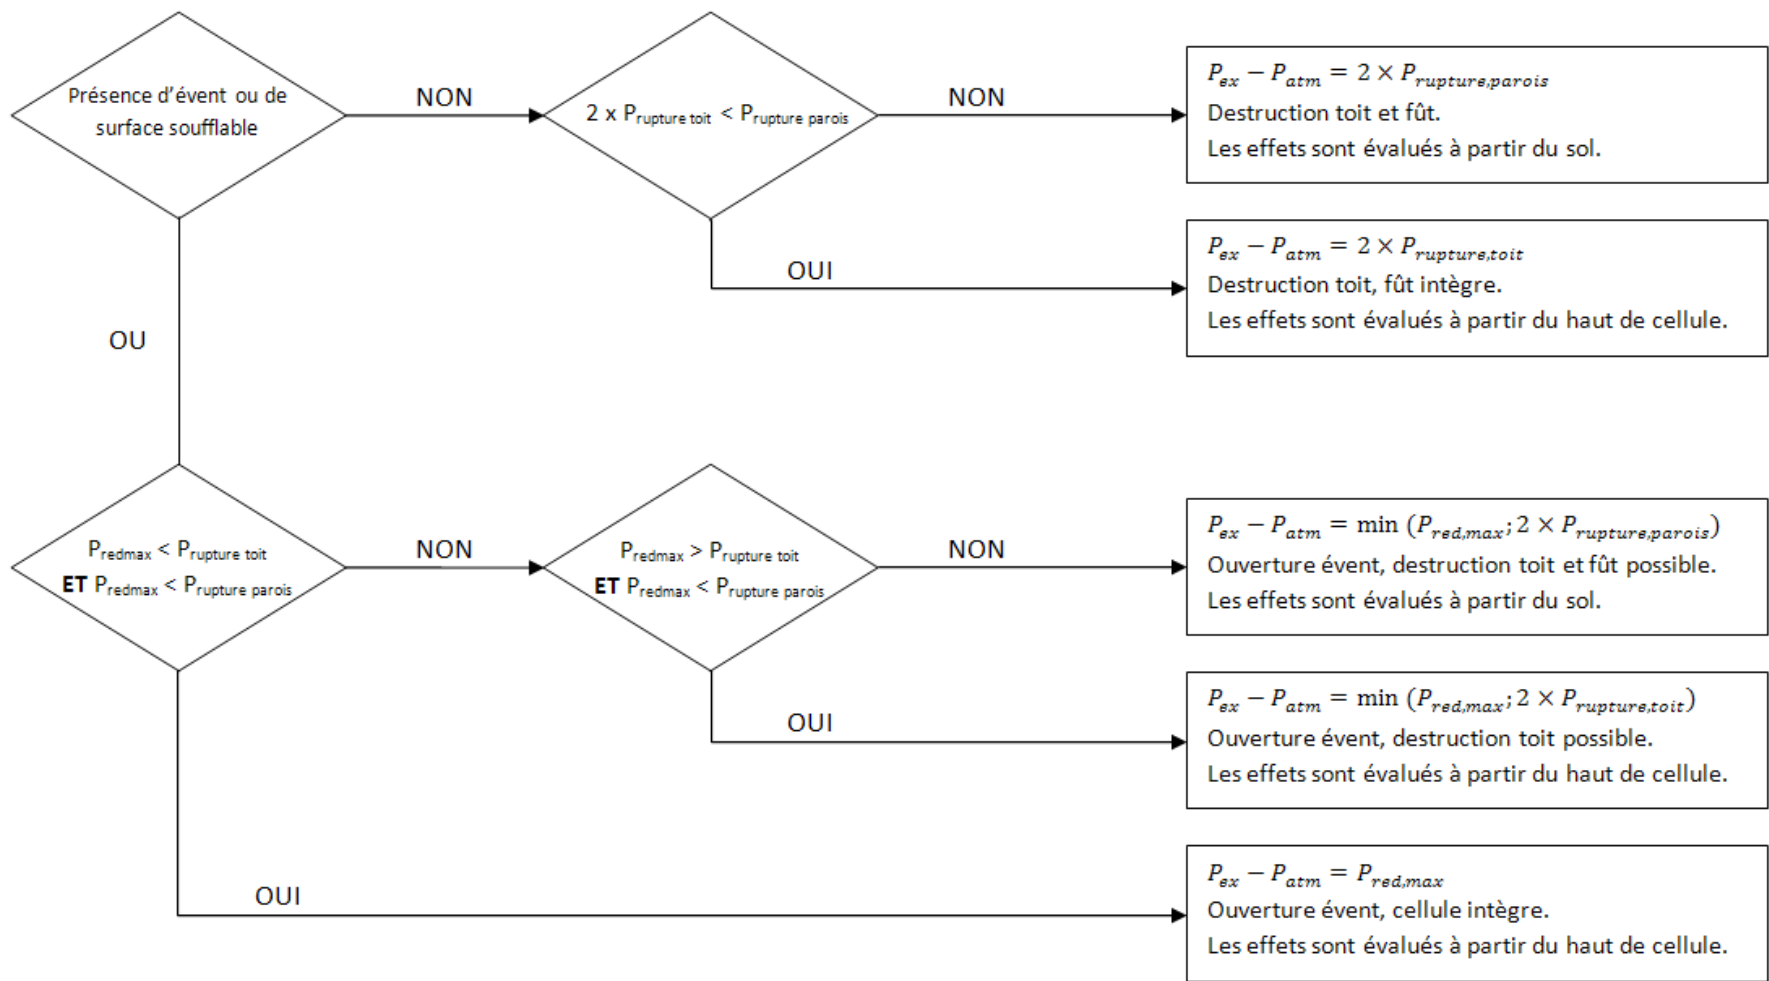 Présence d'évent ou de
surface soufflable
NON
2 x Prupture toit < Prupture parois
NON
Pex − Patm = 2 × Prupture,parois
Destruction toit et fût.
Les effets sont évalués à partir du sol.
OUI
Pex − Patm = 2 × Prupture,toit
Destruction toit, fût intègre.
Les effets sont évalués à partir du haut de cellule.
OU
Predmax < Prupture toit
ET Predmax < Prupture parois
NON
Predmax > Prupture toit
ET Predmax < Prupture parois
NON
Pex − Patm = min (Pred,max; 2 × Prupture,parois)
Ouverture évent, destruction toit et fût possible.
Les effets sont évalués à partir du sol.
OUI
Pex − Patm = min (Pred,max; 2 × Prupture,toit)
Ouverture évent, destruction toit possible.
Les effets sont évalués à partir du haut de cellule.
OUI
Pex − Patm = Pred,max
Ouverture évent, cellule intègre.
Les effets sont évalués à partir du haut de cellule.